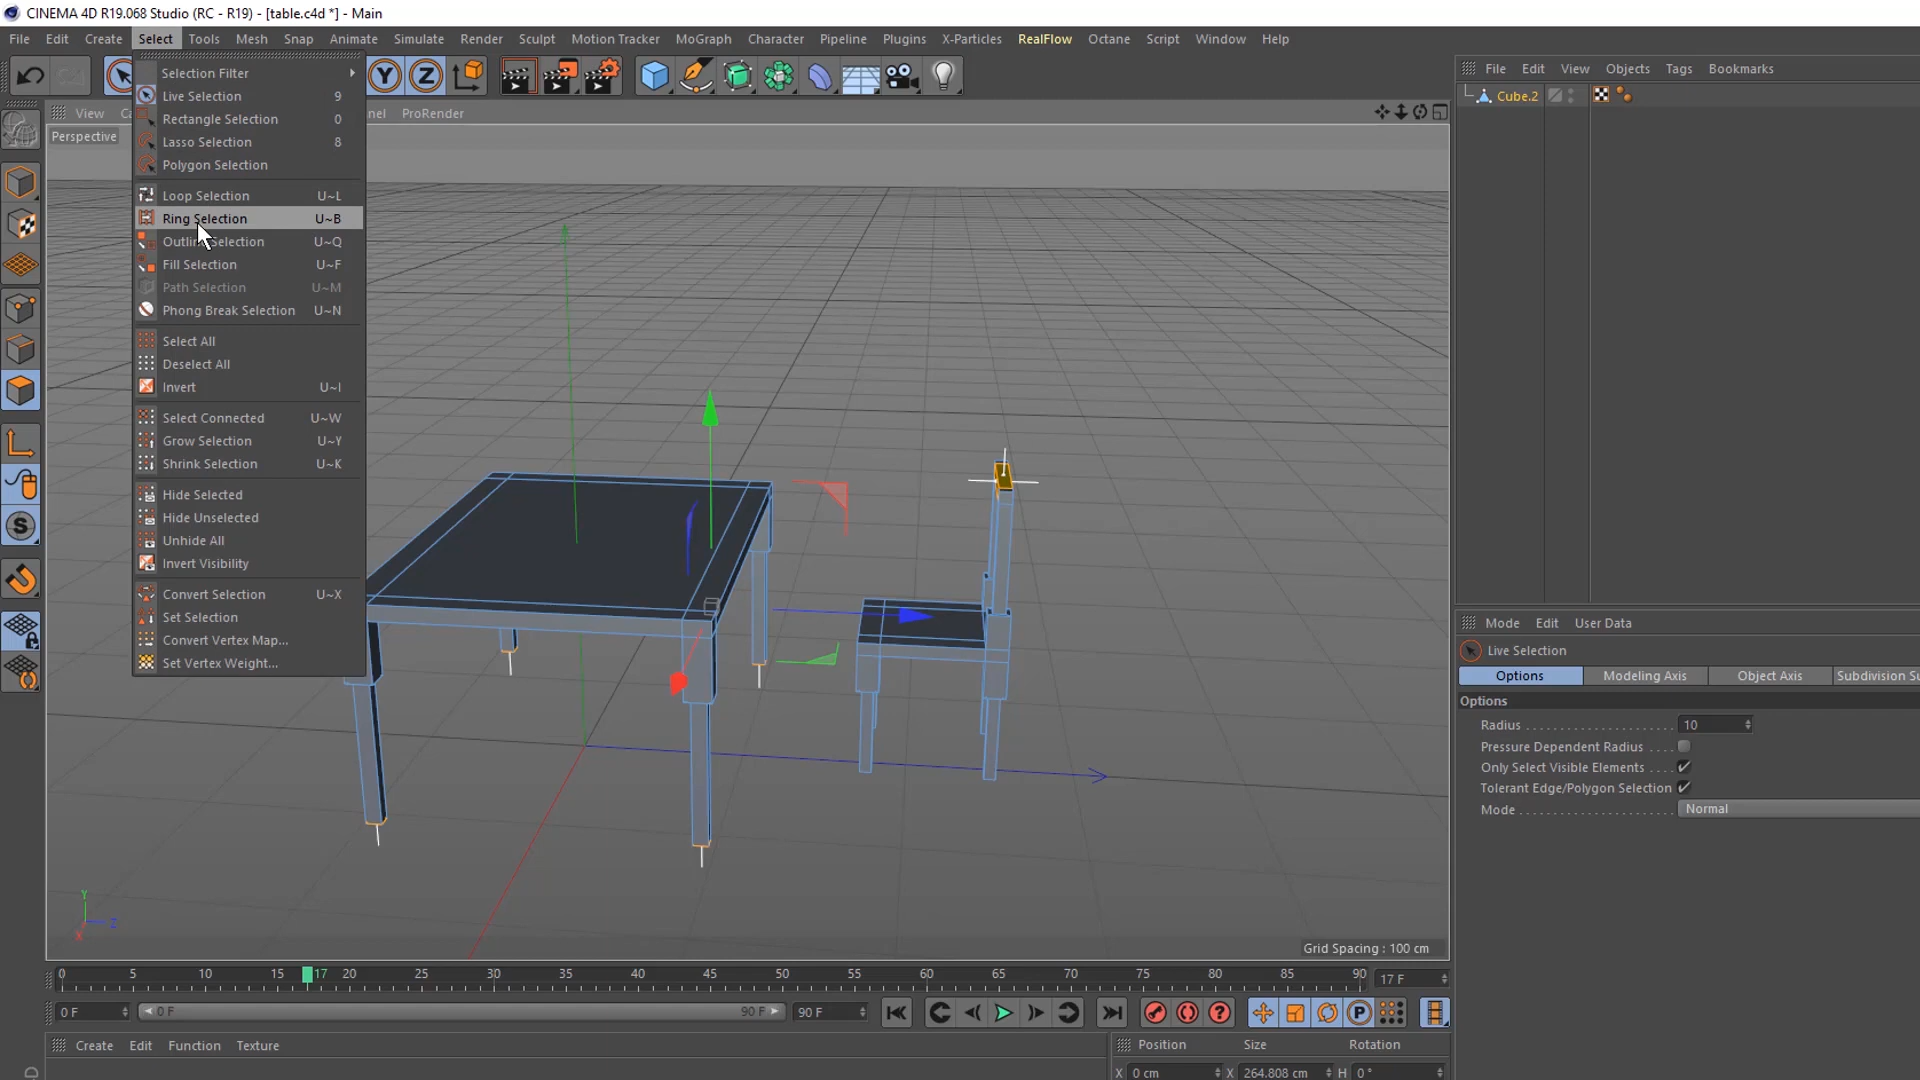 CINEMA 4D R19.068 Studio (RC - R19) - [table.c4d *] - Main
File Edit Create Select Tools Mesh Snap Animate Simulate Render Sculpt Motion Tracker MoGraph Character Pipeline Plugins X-Particles RealFlow Octane Script Window Help
Y Z
View ProRender
Perspective
Selection Filter
Live Selection 9
Rectangle Selection 0
Lasso Selection 8
Polygon Selection
Loop Selection U~L
Ring Selection U~B
Outline Selection U~Q
Fill Selection U~F
Path Selection U~M
Phong Break Selection U~N
Select All
Deselect All
Invert U~I
Select Connected U~W
Grow Selection U~Y
Shrink Selection U~K
Hide Selected
Hide Unselected
Unhide All
Invert Visibility
Convert Selection U~X
Set Selection
Convert Vertex Map...
Set Vertex Weight...
Y
Z
X
Grid Spacing : 100 cm
File Edit View Objects Tags Bookmarks
Cube.2
Mode Edit User Data
Live Selection
Options Modeling Axis Object Axis Subdivision Su
Options
Radius 10
Pressure Dependent Radius
Only Select Visible Elements
Tolerant Edge/Polygon Selection
Mode Normal
0 5 10 15 17 20 25 30 35 40 45 50 55 60 65 70 75 80 85 90 17 F
0 F 0 F 90 F 90 F
P
Create Edit Function Texture
Position Size Rotation
X 0 cm X 264.808 cm H 0 °